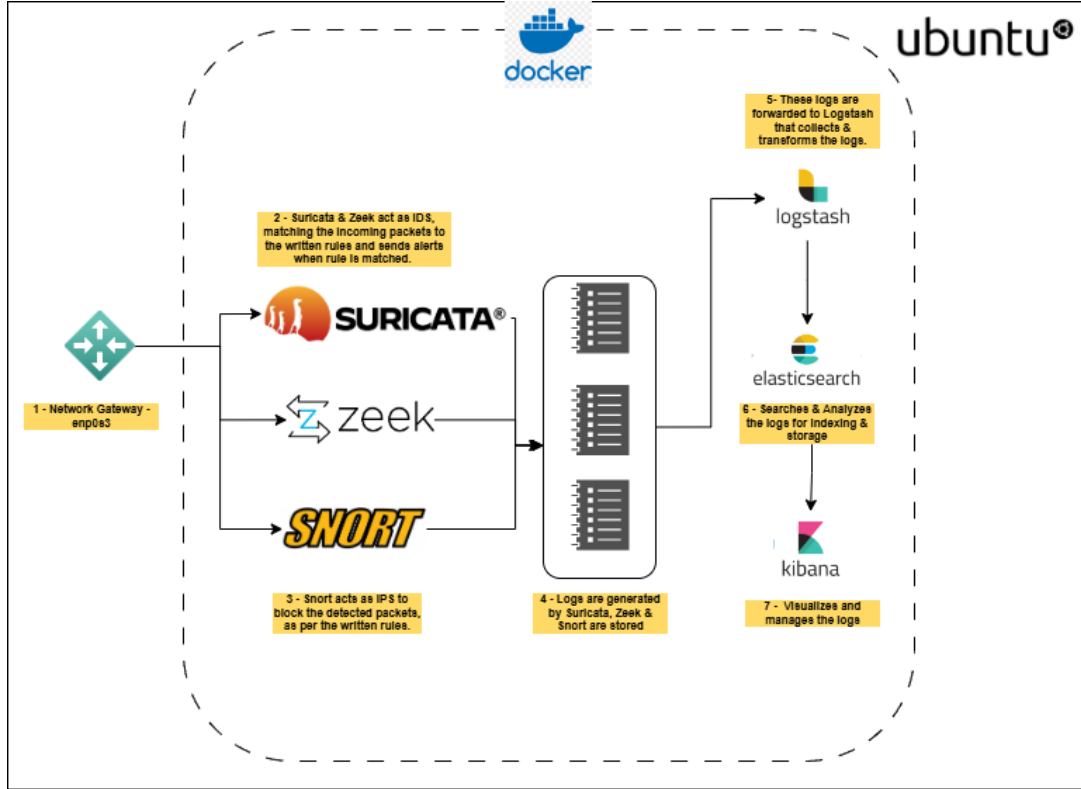 docker
ubuntu®
5- These logs are
forwarded to Logstash
that collects &
transforms the logs.
logstash
2 - Suricata & Zeek act as IDS,
matching the incoming packets to
the written rules and sends alerts
when rule is matched.
SURICATA®
1 - Network Gateway -
enp0s3
zeek
SNORT
3 - Snort acts as IPS to
block the detected packets,
as per the written rules.
4 - Logs are generated
by Suricata, Zeek &
Snort are stored
elasticsearch
6 - Searches & Analyzes
the logs for indexing &
storage
kibana
7 - Visualizes and
manages the logs